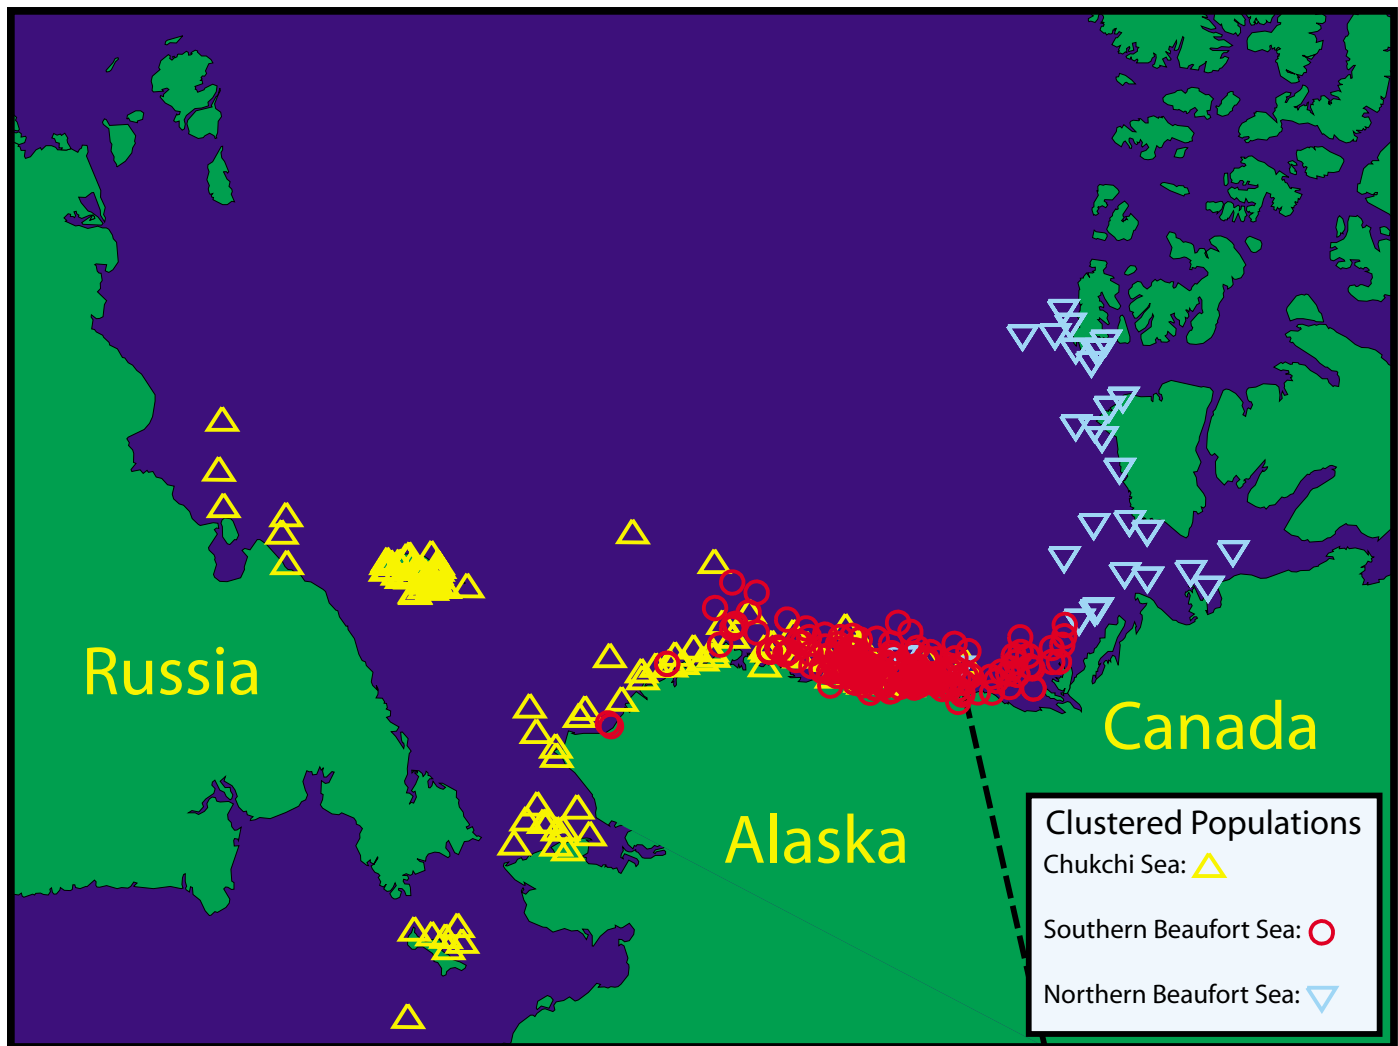 Russia
Canada
Alaska
Clustered Populations
Chukchi Sea:
Southern Beaufort Sea:
Northern Beaufort Sea: